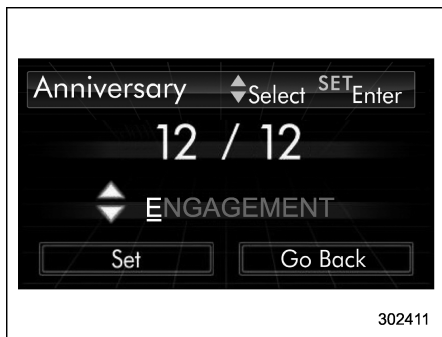 Anniversary Select SET Enter
12 / 12
ENGAGEMENT
Set Go Back
302411